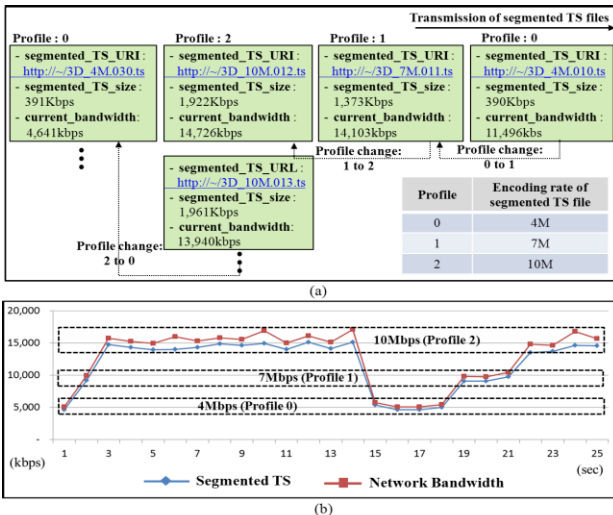 Transmission of segmented TS files
Profile : 0
- segmented_TS_URI :
http://~/3D_4M.030.ts
- segmented_TS_size:
391Kbps
- current_bandwidth:
4,641kbps
Profile : 2
- segmented_TS_URI :
http://~/3D_10M.012.ts
- segmented_TS_size:
1,922Kbps
- current_bandwidth:
14,726kbps
Profile : 1
- segmented_TS_URI :
http://~/3D_7M.011.ts
- segmented_TS_size:
1,373Kbps
- current_bandwidth:
14,103kbps
Profile : 0
- segmented_TS_URI :
http://~/3D_4M.010.ts
- segmented_TS_size:
390Kbps
- current_bandwidth:
11,496kbps
Profile change:
1 to 2
Profile change:
0 to 1
- segmented_TS_URL :
http://~/3D_10M.013.ts
- segmented_TS_size:
1,961Kbps
- current_bandwidth:
13,940kbps
Profile change:
2 to 0
Profile Encoding rate of segmented TS file
0 4M
1 7M
2 10M
(a)
20,000
15,000
10,000
5,000
-
(kbps)
10Mbps (Profile 2)
7Mbps (Profile 1)
4Mbps (Profile 0)
1 3 5 7 9 11 13 15 17 19 21 23 25
(sec)
Segmented TS
Network Bandwidth
(b)